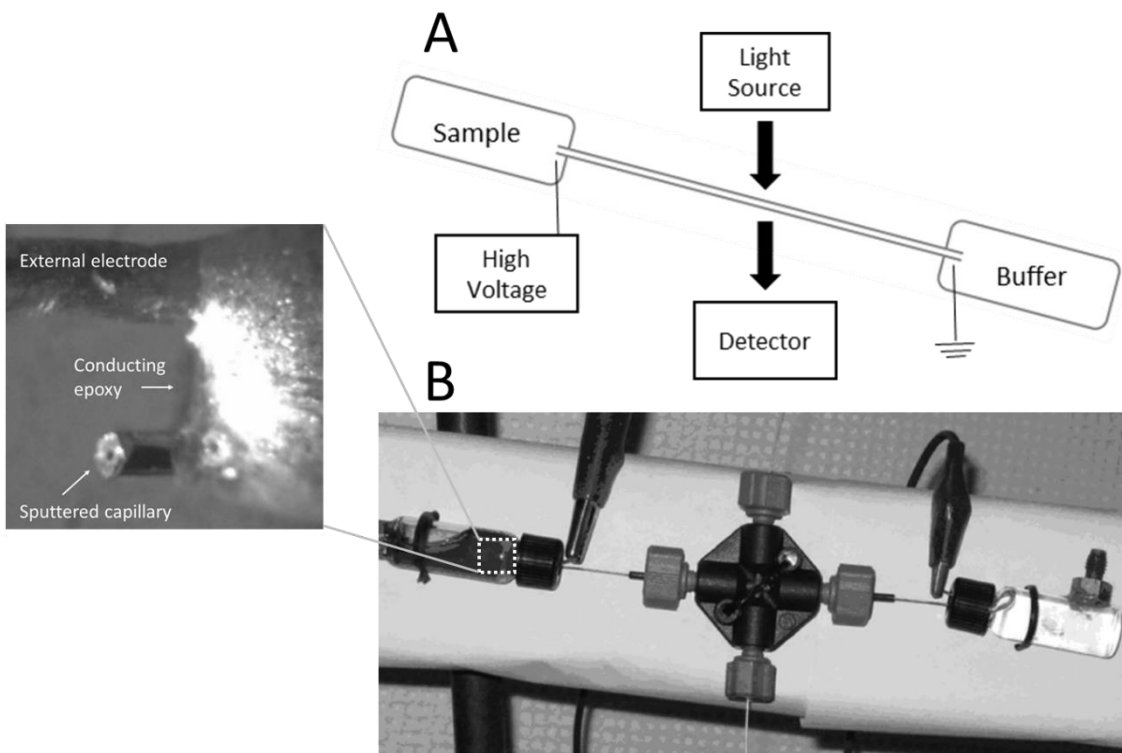 A
Light
Source
Sample
High
Voltage
Buffer
Detector
External electrode
Conducting
epoxy
Sputtered capillary
B